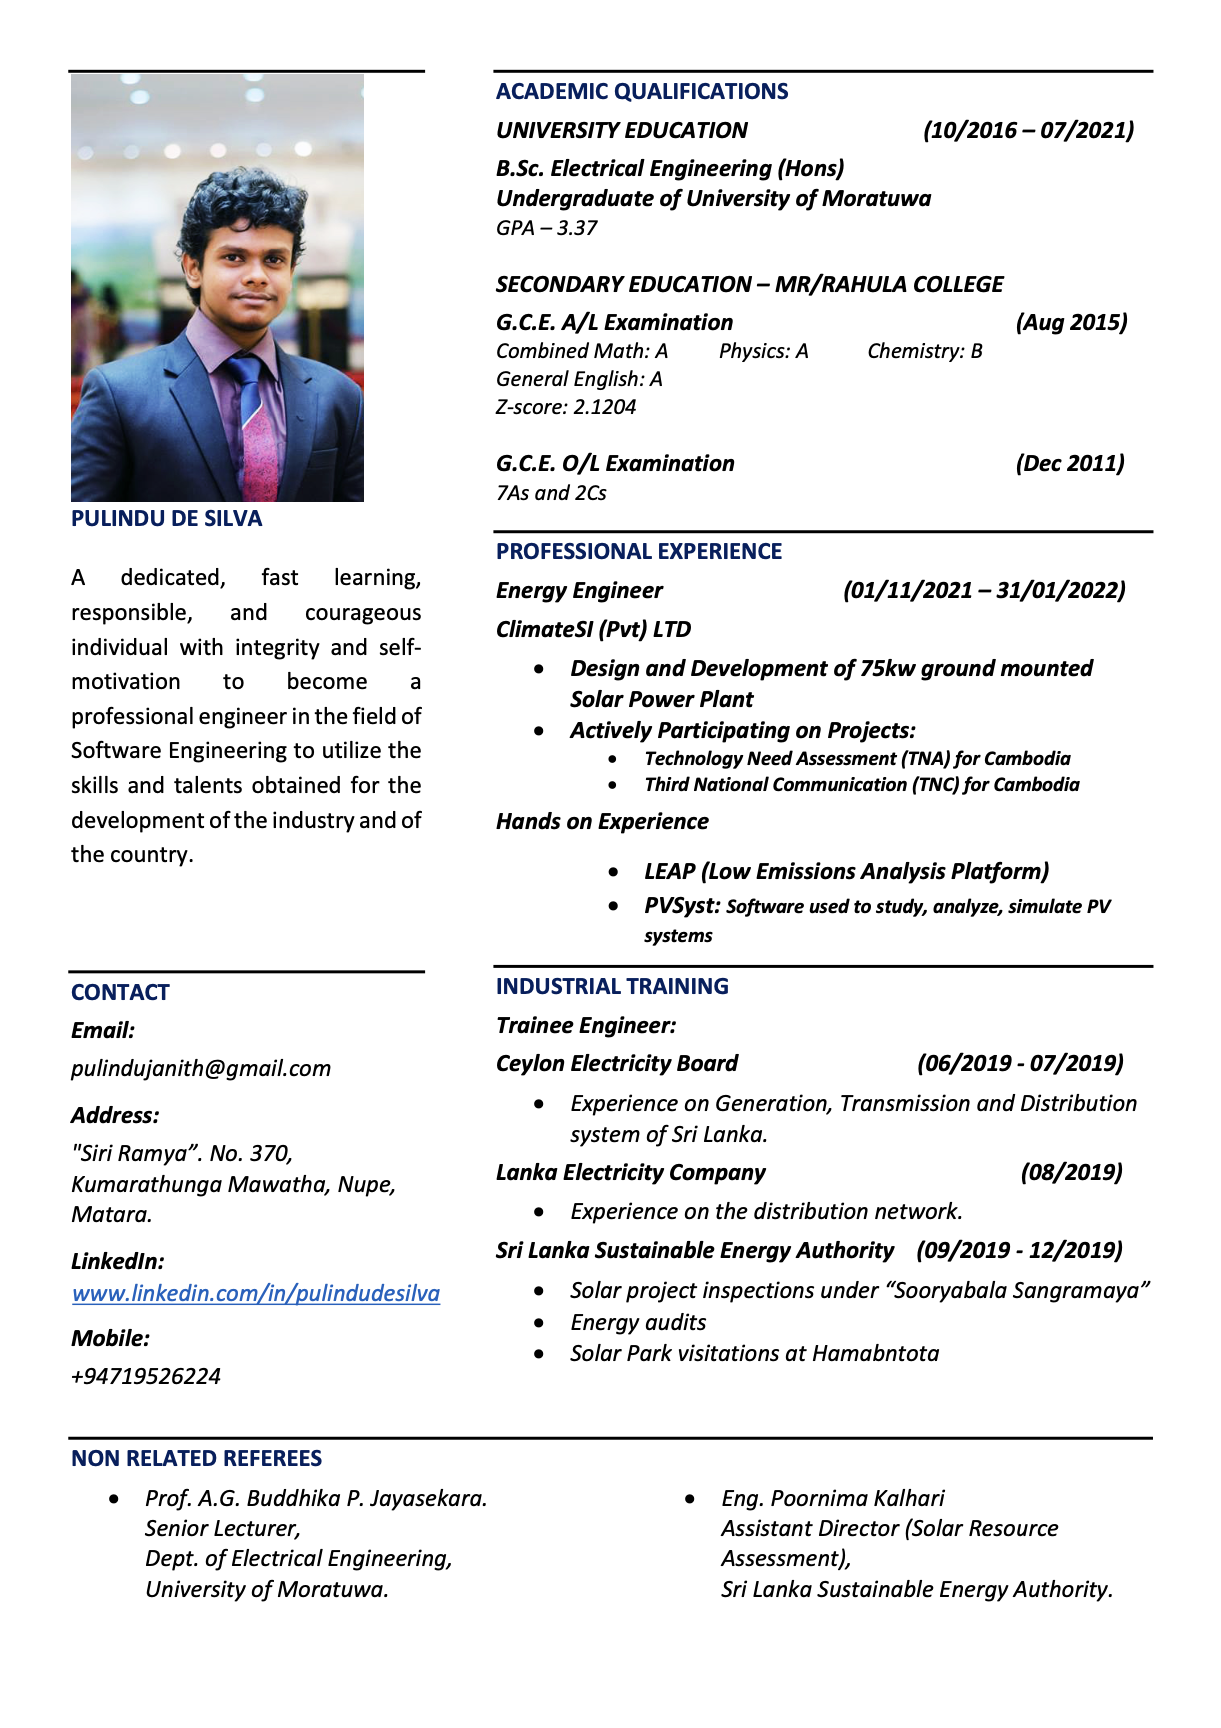 PULINDU DE SILVA
A dedicated, fast learning,
responsible, and courageous
individual with integrity and self-
motivation to become a
professional engineer in the field of
Software Engineering to utilize the
skills and talents obtained for the
development of the industry and of
the country.
CONTACT
Email:
pulindujanith@gmail.com
Address:
"Siri Ramya”. No. 370,
Kumarathunga Mawatha, Nupe,
Matara.
LinkedIn:
www.linkedin.com/in/pulindudesilva
Mobile:
+94719526224
ACADEMIC QUALIFICATIONS
UNIVERSITY EDUCATION (10/2016 – 07/2021)
B.Sc. Electrical Engineering (Hons)
Undergraduate of University of Moratuwa
GPA – 3.37
SECONDARY EDUCATION – MR/RAHULA COLLEGE
G.C.E. A/L Examination (Aug 2015)
Combined Math: A Physics: A Chemistry: B
General English: A
Z-score: 2.1204
G.C.E. O/L Examination (Dec 2011)
7As and 2Cs
PROFESSIONAL EXPERIENCE
Energy Engineer (01/11/2021 – 31/01/2022)
ClimateSI (Pvt) LTD
• Design and Development of 75kw ground mounted
Solar Power Plant
• Actively Participating on Projects:
• Technology Need Assessment (TNA) for Cambodia
• Third National Communication (TNC) for Cambodia
Hands on Experience
• LEAP (Low Emissions Analysis Platform)
• PVSyst: Software used to study, analyze, simulate PV
systems
INDUSTRIAL TRAINING
Trainee Engineer:
Ceylon Electricity Board (06/2019 - 07/2019)
• Experience on Generation, Transmission and Distribution
system of Sri Lanka.
Lanka Electricity Company (08/2019)
• Experience on the distribution network.
Sri Lanka Sustainable Energy Authority (09/2019 - 12/2019)
• Solar project inspections under “Sooryabala Sangramaya”
• Energy audits
• Solar Park visitations at Hamabntota
NON RELATED REFEREES
• Prof. A.G. Buddhika P. Jayasekara.
Senior Lecturer,
Dept. of Electrical Engineering,
University of Moratuwa.
• Eng. Poornima Kalhari
Assistant Director (Solar Resource
Assessment),
Sri Lanka Sustainable Energy Authority.